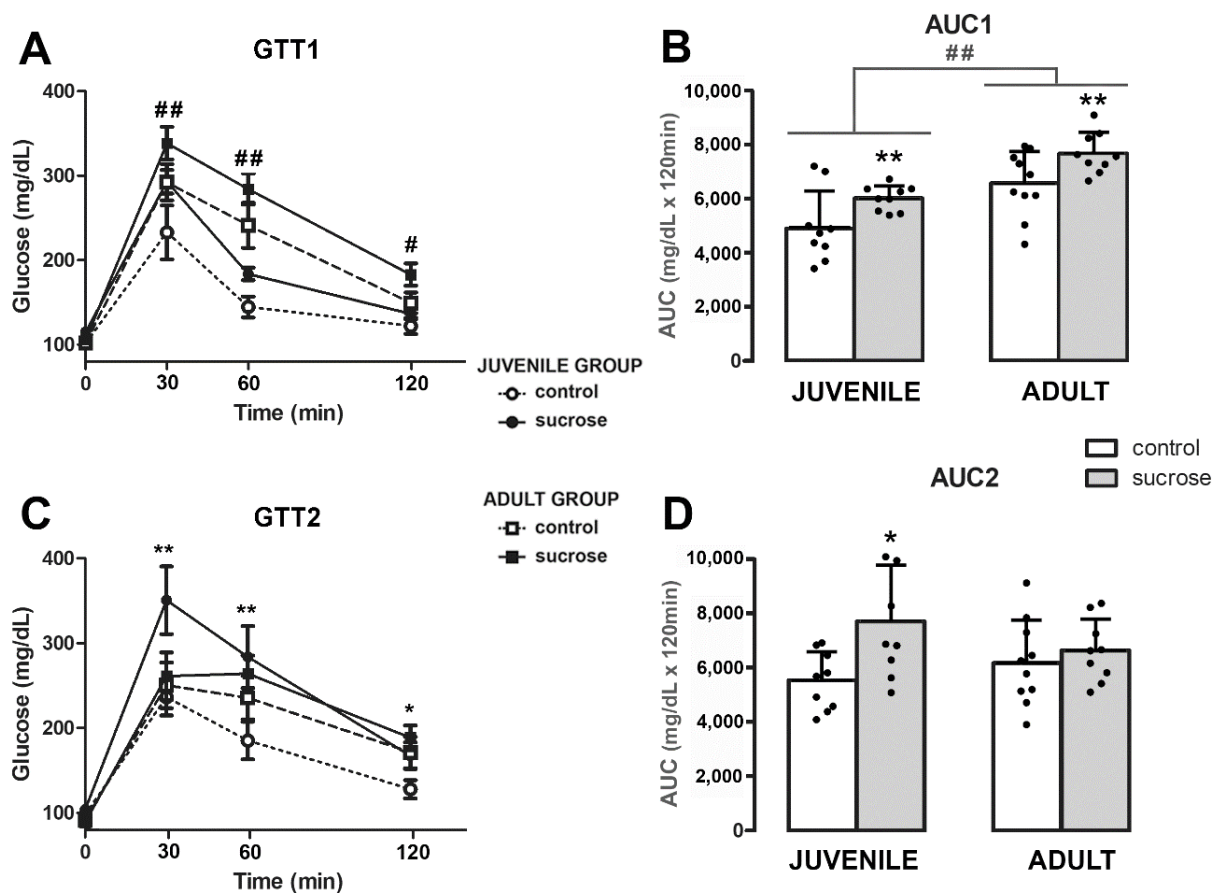 A
GTT1
400
300
200
100
Glucose (mg/dL)
##
##
#
0
30
60
120
Time (min)
JUVENILE GROUP
control
sucrose
B
AUC1
##
10,000
8,000
6,000
4,000
2,000
0
AUC (mg/dL x 120min)
**
**
JUVENILE
ADULT
control
sucrose
C
GTT2
ADULT GROUP
control
sucrose
400
300
200
100
Glucose (mg/dL)
**
**
*
0
30
60
120
Time (min)
D
AUC2
10,000
8,000
6,000
4,000
2,000
0
AUC (mg/dL x 120min)
*
JUVENILE
ADULT